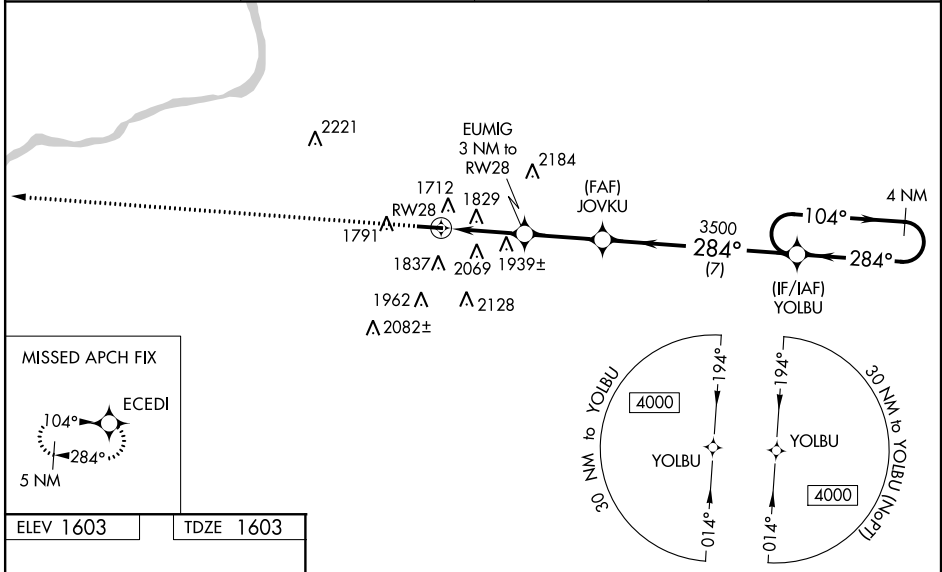 2221
EUMIG
3 NM to
RW28
2184
(FAF)
JOVKU
4 NM
1712
1829
RW28
1791
104°
3500
284°
(7)
284°
1837
2069
1939±
(IF/IAF)
YOLBU
1962
2128
2082±
MISSED APCH FIX
ECEDI
104°
284°
5 NM
30 NM to YOLBU
4000
194°
YOLBU
014°
194°
YOLBU
014°
4000
30 NM to YOLBU (NoPT)
ELEV 1603
TDZE 1603